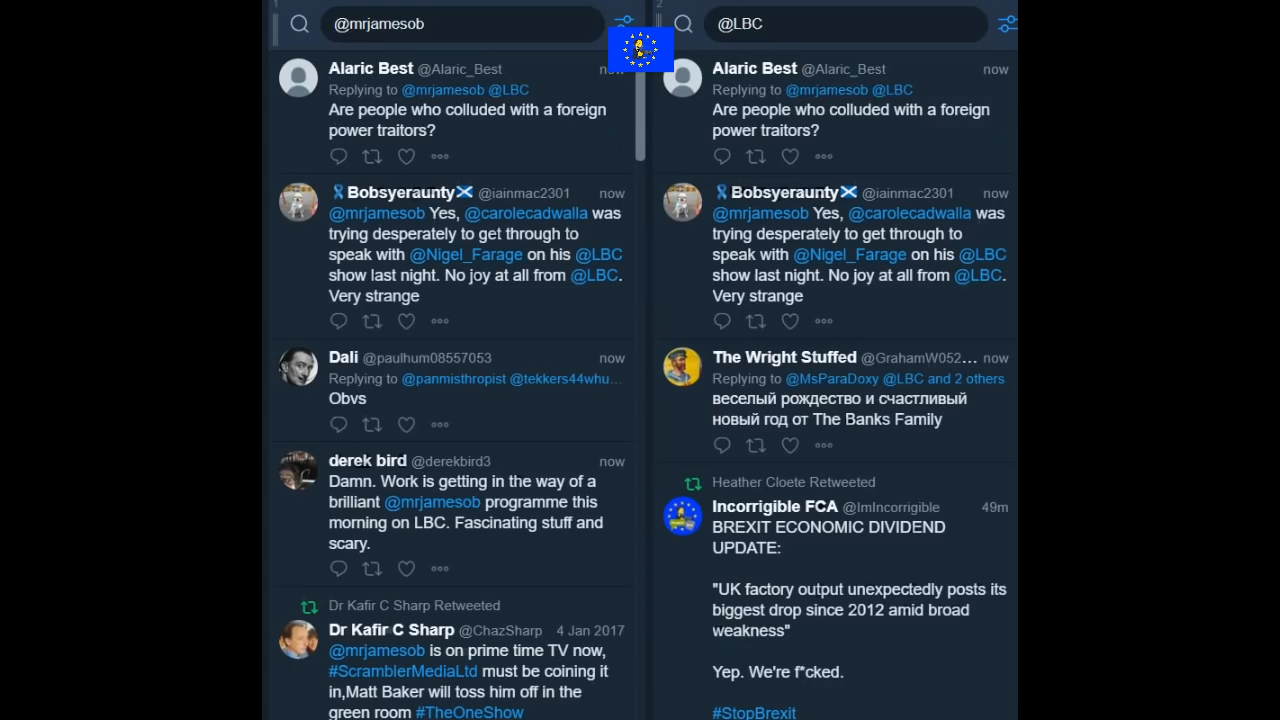 1
@mrjamesob
Alaric Best @Alaric_Best now
Replying to @mrjamesob @LBC
Are people who colluded with a foreign
power traitors?
Bobsyeraunty @iainmac2301 now
@mrjamesob Yes, @carolecadwalla was
trying desperately to get through to
speak with @Nigel_Farage on his @LBC
show last night. No joy at all from @LBC.
Very strange
Dali @paulhum08557053 now
Replying to @panmisthropist @tekkers44whu...
Obvs
derek bird @derekbird3 now
Damn. Work is getting in the way of a
brilliant @mrjamesob programme this
morning on LBC. Fascinating stuff and
scary.
Dr Kafir C Sharp Retweeted
Dr Kafir C Sharp @ChazSharp 4 Jan 2017
@mrjamesob is on prime time TV now,
#ScramblerMediaLtd must be coining it
in,Matt Baker will toss him off in the
green room #TheOneShow
2
@LBC
Alaric Best @Alaric_Best now
Replying to @mrjamesob @LBC
Are people who colluded with a foreign
power traitors?
Bobsyeraunty @iainmac2301 now
@mrjamesob Yes, @carolecadwalla was
trying desperately to get through to
speak with @Nigel_Farage on his @LBC
show last night. No joy at all from @LBC.
Very strange
The Wright Stuffed @GrahamW052... now
Replying to @MsParaDoxy @LBC and 2 others
веселый рождество и счастливый
новый год от The Banks Family
Heather Cloete Retweeted
Incorrigible FCA @ImIncorrigible 49m
BREXIT ECONOMIC DIVIDEND
UPDATE:
"UK factory output unexpectedly posts its
biggest drop since 2012 amid broad
weakness"
Yep. We're f*cked.
#StopBrexit